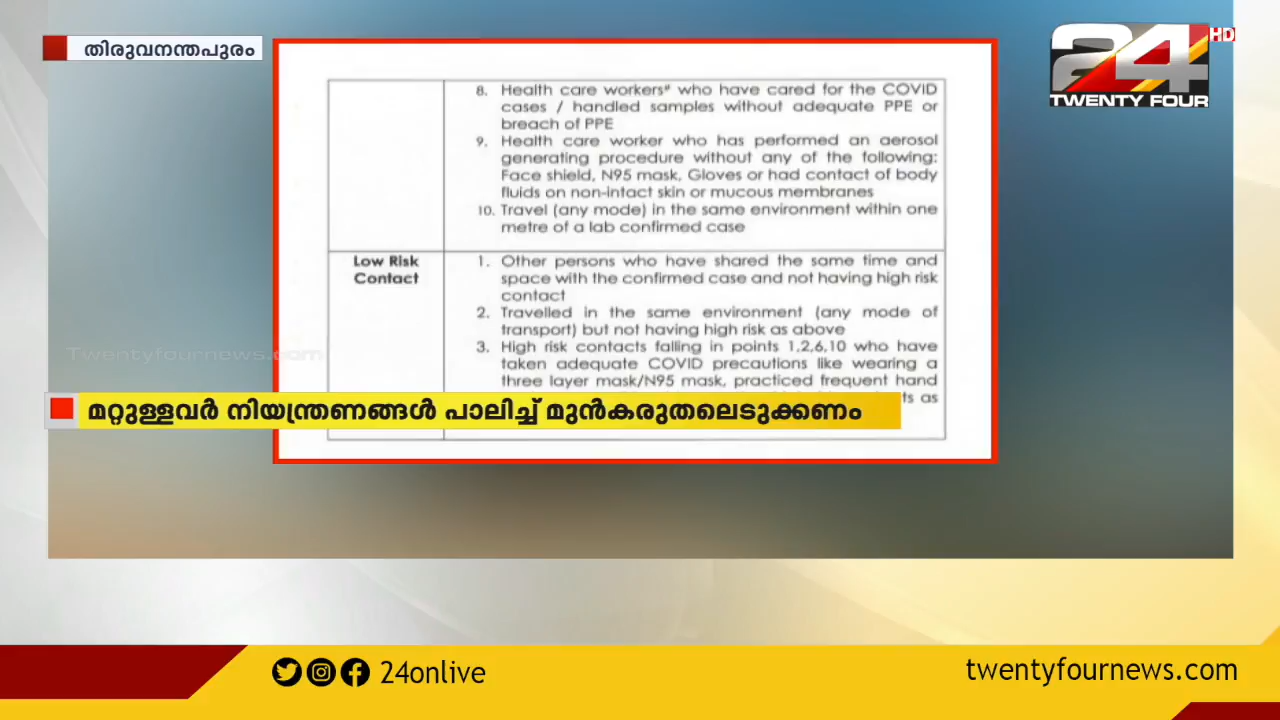 തിരുവനന്തപുരം
24
HD
TWENTY FOUR
8. Health care workers# who have cared for the COVID
cases / handled samples without adequate PPE or
breach of PPE
9. Health care worker who has performed an aerosol
generating procedure without any of the following:
Face shield, N95 mask, Gloves or had contact of body
fluids on non-intact skin or mucous membranes
10. Travel (any mode) in the same environment within one
metre of a lab confirmed case
Low Risk
Contact
1. Other persons who have shared the same time and
space with the confirmed case and not having high risk
contact
2. Travelled in the same environment (any mode of
transport) but not having high risk as above
3. High risk contacts falling in points 1,2,6,10 who have
taken adequate COVID precautions like wearing a
three layer mask/N95 mask, practiced frequent hand
as
Twentyfournews.com
മറ്റുള്ളവർ നിയന്ത്രണങ്ങൾ പാലിച്ച് മുൻകരുതലെടുക്കണം
24onlive
twentyfournews.com